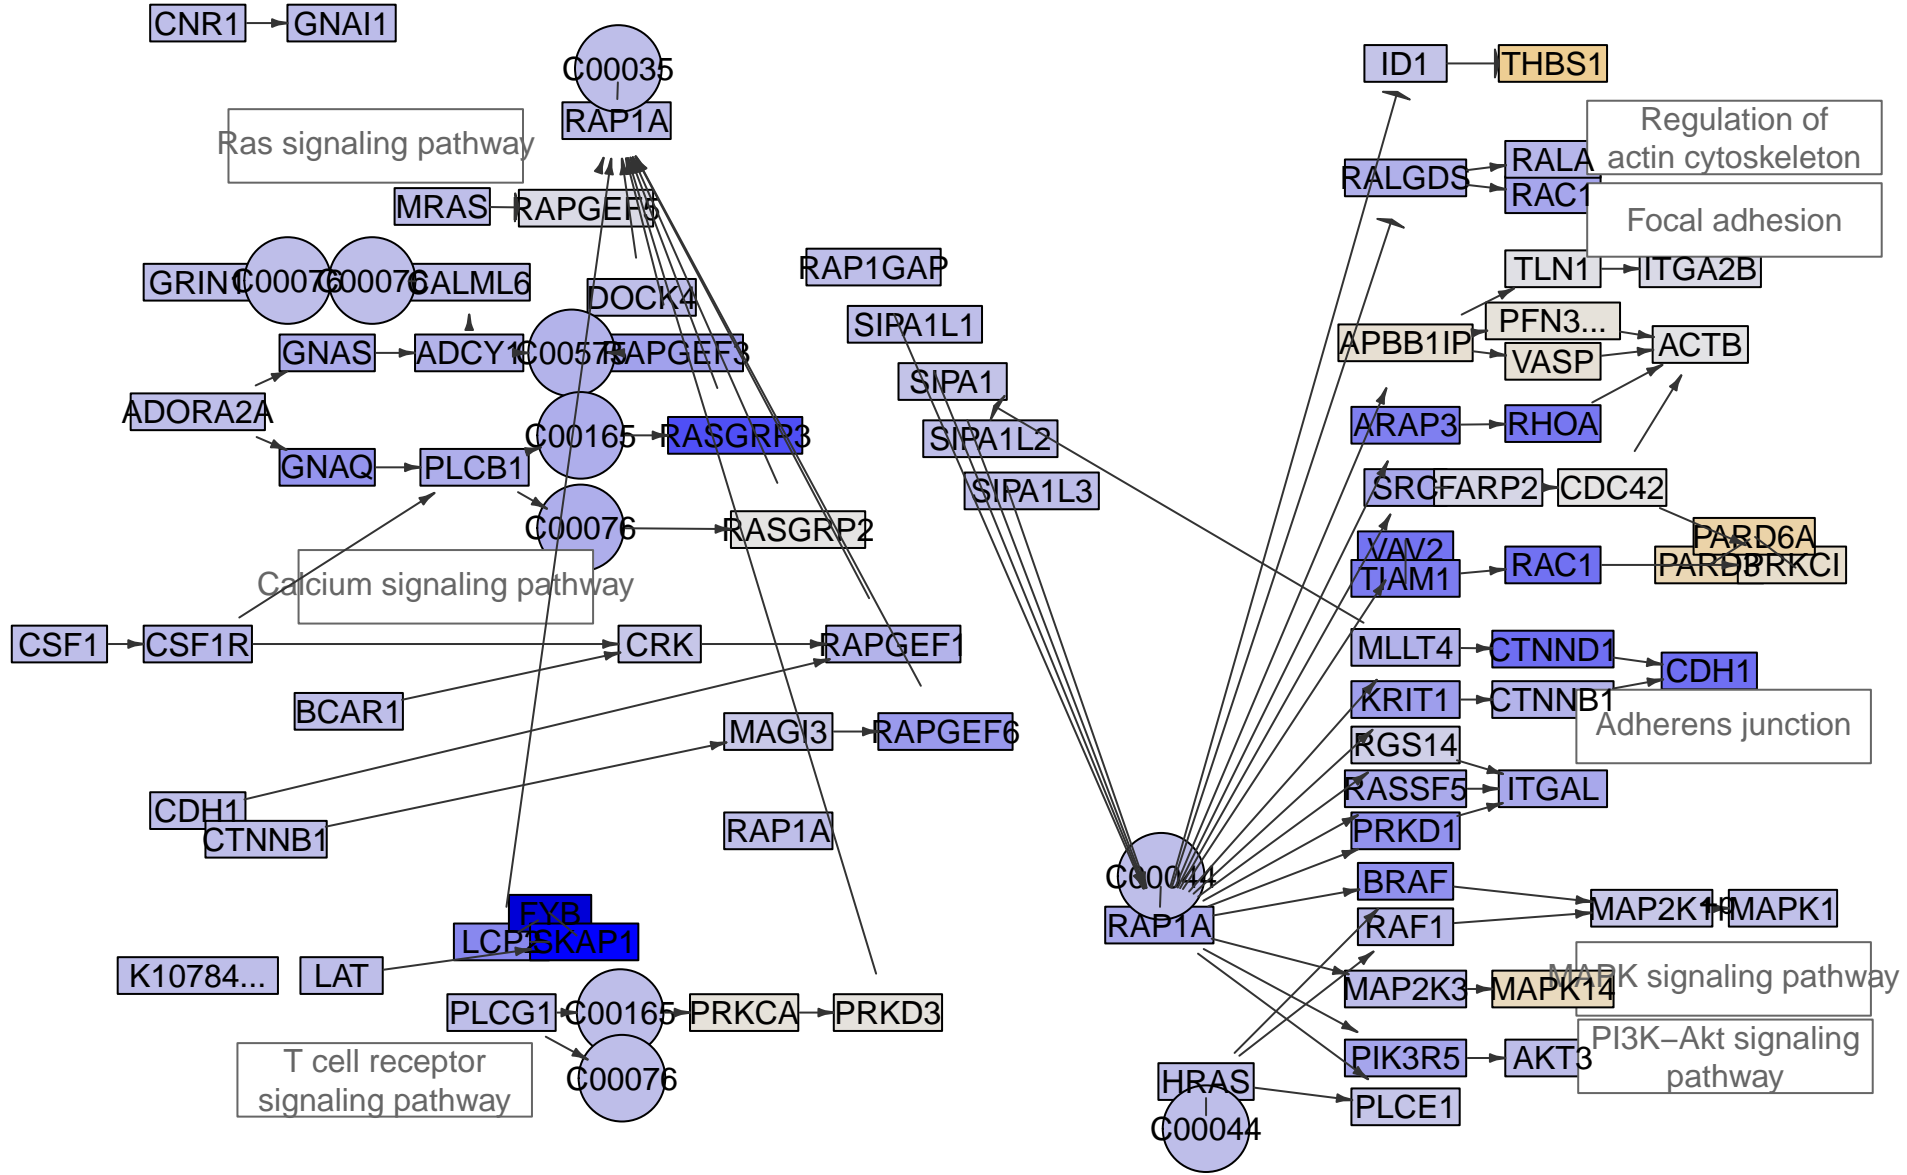 CNR1
GNAI1
C00035
RAP1A
Ras signaling pathway
MRAS
RAPGEF5
GRIN1
C00076
C00076
CALML6
DOCK4
GNAS
ADCY1
C00575
RAPGEF3
ADORA2A
C00165
RASGRP3
GNAQ
PLCB1
C00076
RASGRP2
Calcium signaling pathway
CSF1
CSF1R
CRK
RAPGEF1
BCAR1
MAGI3
RAPGEF6
CDH1
CTNNB1
RAP1A
FYB
LCP2
SKAP1
K10784...
LAT
PLCG1
C00165
PRKCA
PRKD3
C00076
T cell receptor
signaling pathway
RAP1GAP
SIPA1L1
SIPA1
SIPA1L2
SIPA1L3
C00044
RAP1A
HRAS
C00044
ID1
THBS1
Regulation of
actin cytoskeleton
RALGDS
RALA
RAC1
Focal adhesion
TLN1
ITGA2B
APBB1IP
PFN3...
VASP
ACTB
ARAP3
RHOA
SRC
FARP2
CDC42
VAV2
TIAM1
RAC1
PARD6A
PARD3
PRKCI
MLLT4
CTNND1
CDH1
KRIT1
CTNNB1
Adherens junction
RGS14
RASSF5
ITGAL
PRKD1
BRAF
RAF1
MAP2K1
+p
MAPK1
MAP2K3
MAPK14
MAPK signaling pathway
PIK3R5
AKT3
PI3K−Akt signaling
pathway
PLCE1